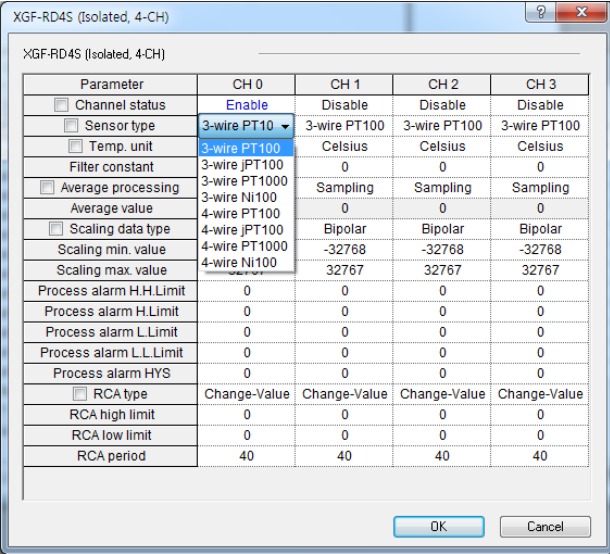 XGF-RD4S (Isolated, 4-CH)
XGF-RD4S (Isolated, 4-CH)
Parameter CH 0 CH 1 CH 2 CH 3
Channel status Enable Disable Disable Disable
Sensor type 3-wire PT10 3-wire PT100 3-wire PT100 3-wire PT100
3-wire PT100
3-wire jPT100
3-wire PT1000
3-wire Ni100
4-wire PT100
4-wire jPT100
4-wire PT1000
4-wire Ni100
Temp. unit Celsius Celsius Celsius
Filter constant 0 0 0
Average processing Sampling Sampling Sampling
Average value 0 0 0
Scaling data type Bipolar Bipolar Bipolar
Scaling min. value -32768 -32768 -32768
Scaling max. value 32767 32767 32767 32767
Process alarm H.H.Limit 0 0 0 0
Process alarm H.Limit 0 0 0 0
Process alarm L.Limit 0 0 0 0
Process alarm L.L.Limit 0 0 0 0
Process alarm HYS 0 0 0 0
RCA type Change-Value Change-Value Change-Value Change-Value
RCA high limit 0 0 0 0
RCA low limit 0 0 0 0
RCA period 40 40 40 40
OK Cancel